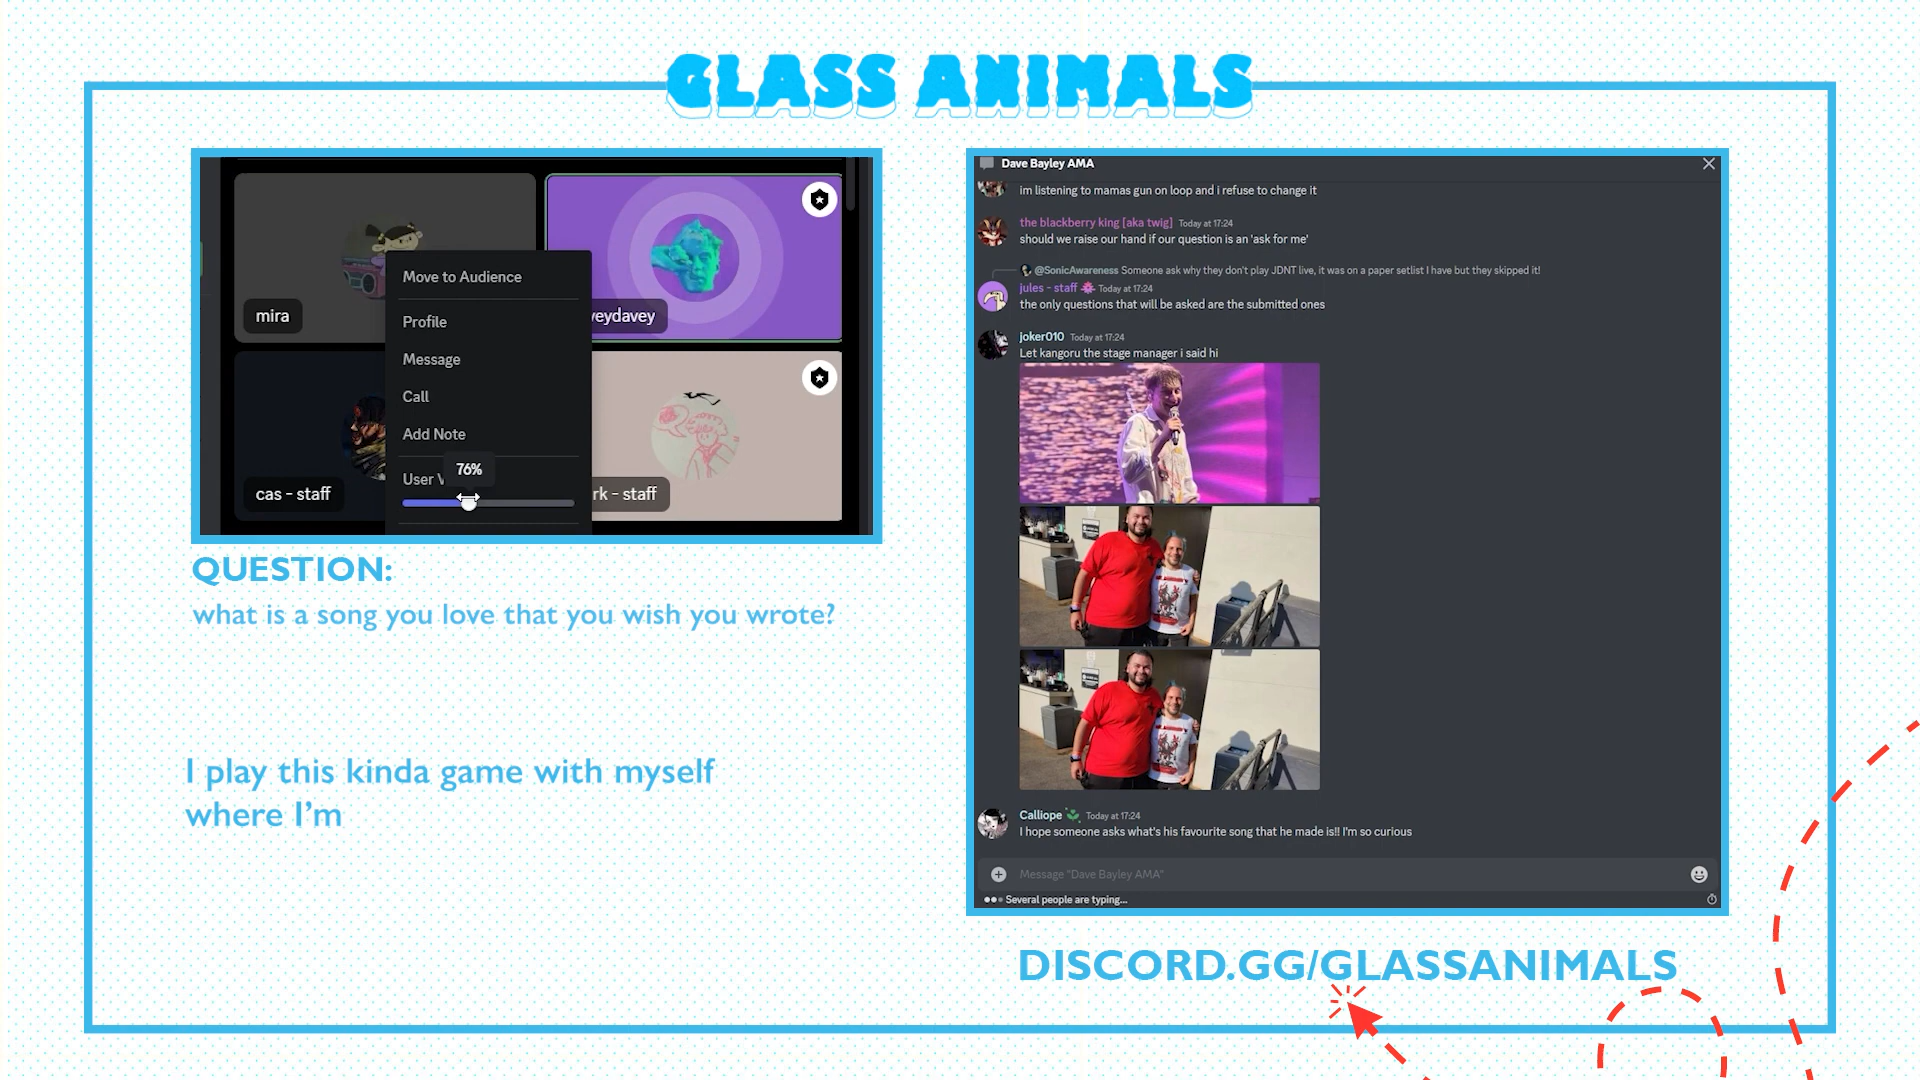 GLASS ANIMALS
mira
veydavey
cas - staff
rk - staff
Move to Audience
Profile
Message
Call
Add Note
76%
User V
QUESTION:
what is a song you love that you wish you wrote?
I play this kinda game with myself
where I'm
Dave Bayley AMA
im listening to mamas gun on loop and i refuse to change it
the blackberry king [aka twig] Today at 17:24
should we raise our hand if our question is an 'ask for me'
@SonicAwareness Someone ask why they don't play JDNT live, it was on a paper setlist I have but they skipped it!
jules - staff Today at 17:24
the only questions that will be asked are the submitted ones
joker010 Today at 17:24
Let kangoru the stage manager i said hi
Calliope Today at 17:24
I hope someone asks what's his favourite song that he made is!! I'm so curious
Message "Dave Bayley AMA"
Several people are typing...
DISCORD.GG/GLASSANIMALS